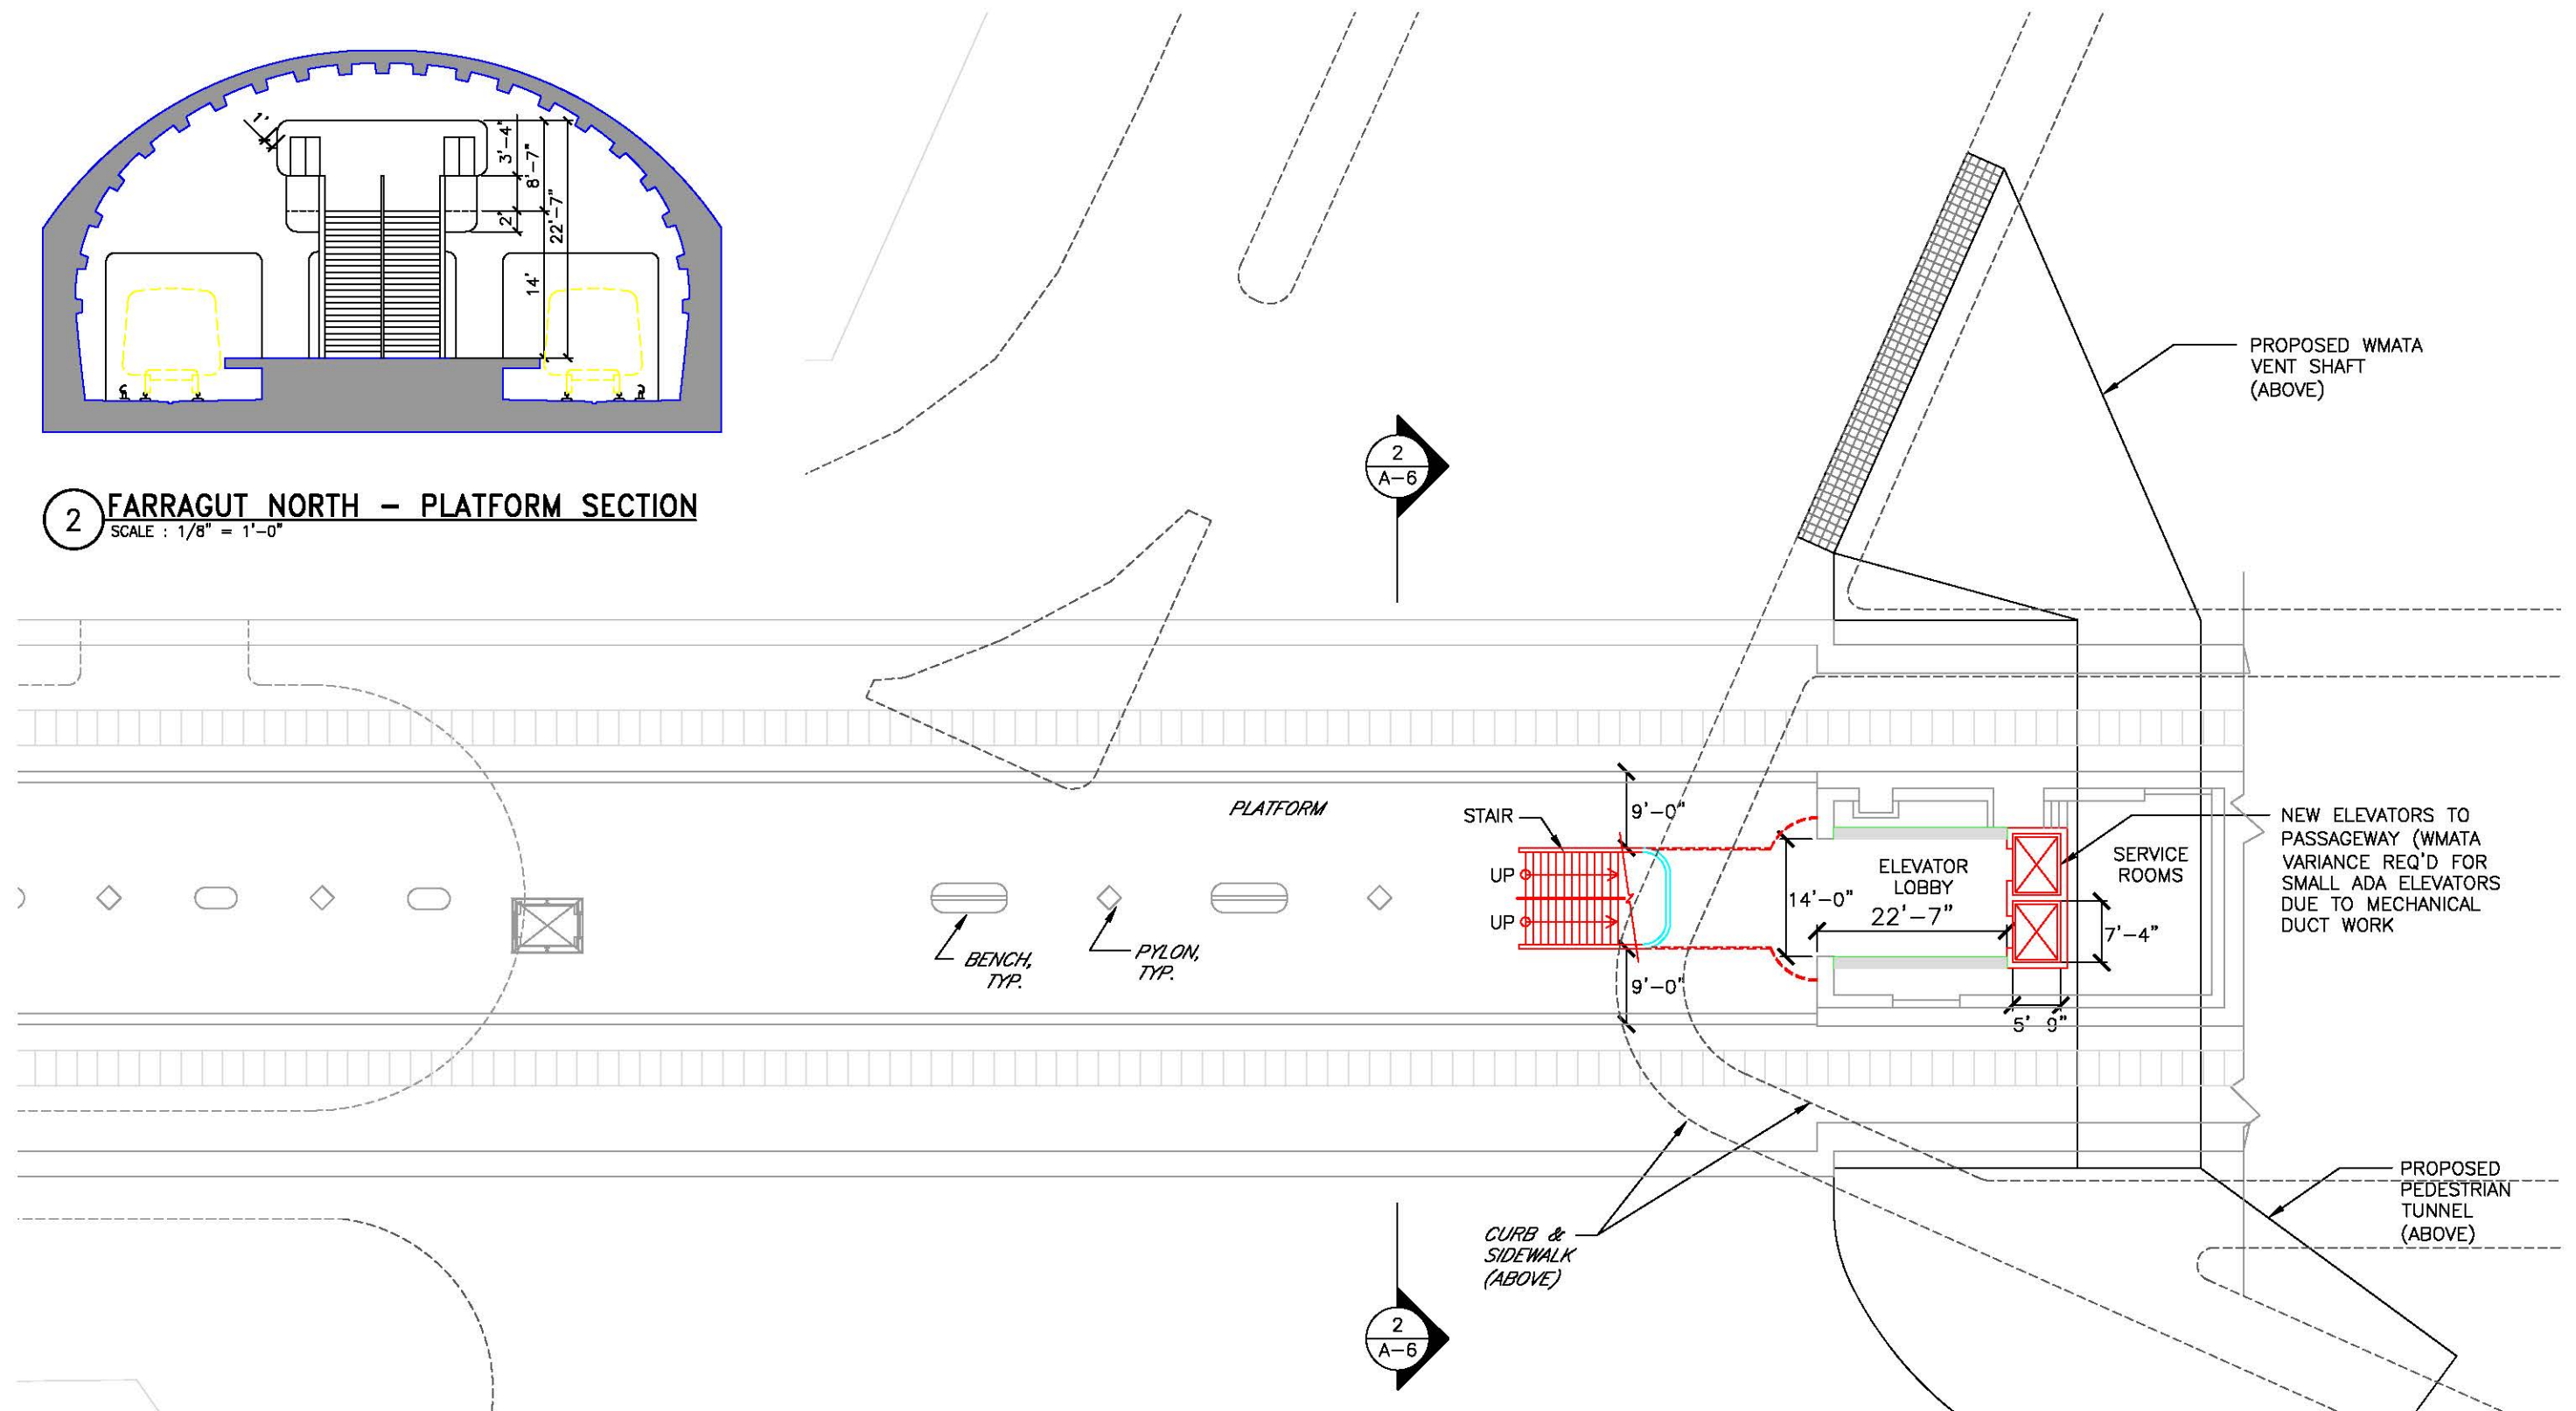 1'
3'-4"
8'-7"
2'
22'-7"
14'
2
FARRAGUT NORTH - PLATFORM SECTION
SCALE : 1/8" = 1'-0"
2
A-6
PROPOSED WMATA
VENT SHAFT
(ABOVE)
PLATFORM
STAIR
UP
UP
9'-0"
9'-0"
14'-0"
ELEVATOR
LOBBY
22'-7"
SERVICE
ROOMS
7'-4"
5' 9"
NEW ELEVATORS TO
PASSAGEWAY (WMATA
VARIANCE REQ'D FOR
SMALL ADA ELEVATORS
DUE TO MECHANICAL
DUCT WORK
BENCH,
TYP.
PYLON,
TYP.
CURB &
SIDEWALK
(ABOVE)
PROPOSED
PEDESTRIAN
TUNNEL
(ABOVE)
2
A-6